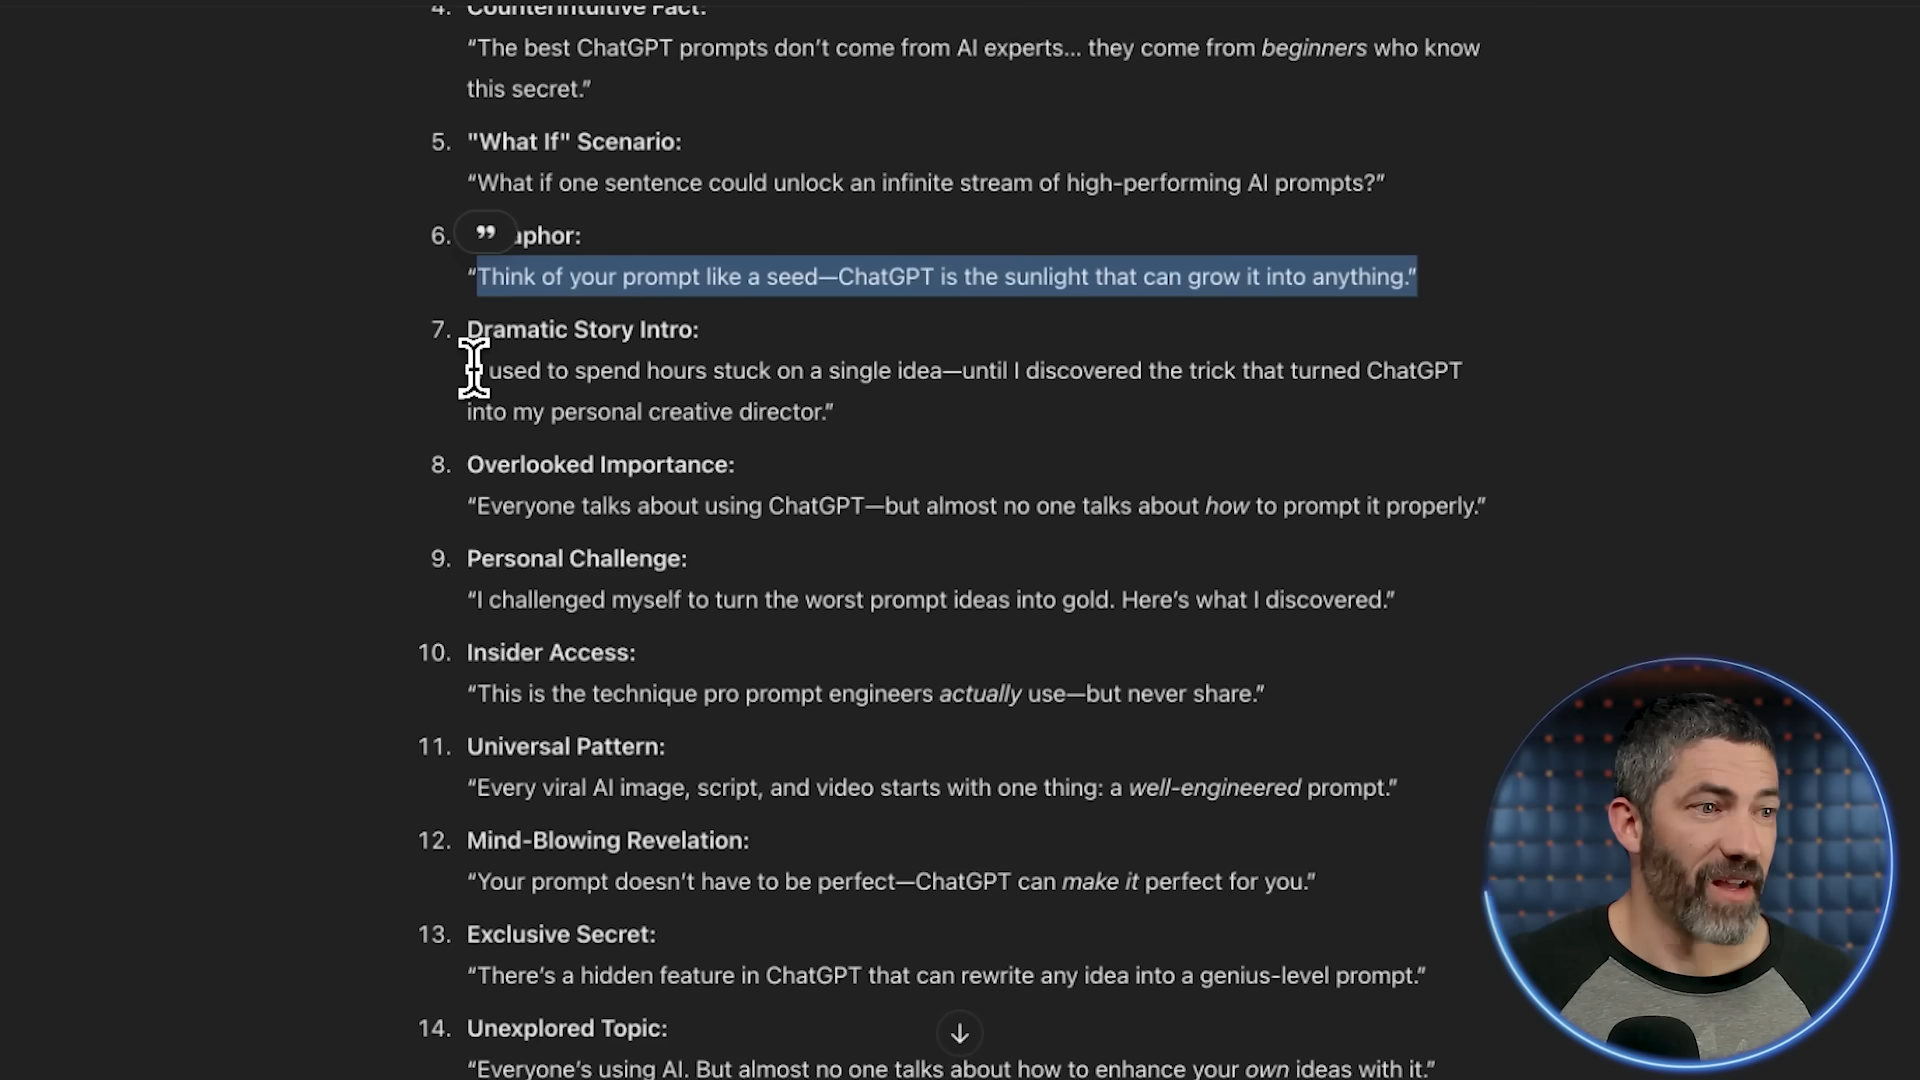 4. Counterintuitive Fact:
“The best ChatGPT prompts don’t come from AI experts... they come from beginners who know
this secret.”
5. "What If" Scenario:
“What if one sentence could unlock an infinite stream of high-performing AI prompts?”
6. aphor:
“Think of your prompt like a seed—ChatGPT is the sunlight that can grow it into anything.”
7. Dramatic Story Intro:
used to spend hours stuck on a single idea—until I discovered the trick that turned ChatGPT
into my personal creative director.”
8. Overlooked Importance:
“Everyone talks about using ChatGPT—but almost no one talks about how to prompt it properly.”
9. Personal Challenge:
“I challenged myself to turn the worst prompt ideas into gold. Here’s what I discovered.”
10. Insider Access:
“This is the technique pro prompt engineers actually use—but never share.”
11. Universal Pattern:
“Every viral AI image, script, and video starts with one thing: a well-engineered prompt.”
12. Mind-Blowing Revelation:
“Your prompt doesn’t have to be perfect—ChatGPT can make it perfect for you.”
13. Exclusive Secret:
“There’s a hidden feature in ChatGPT that can rewrite any idea into a genius-level prompt.”
14. Unexplored Topic:
“Everyone’s using AI. But almost no one talks about how to enhance your own ideas with it.”